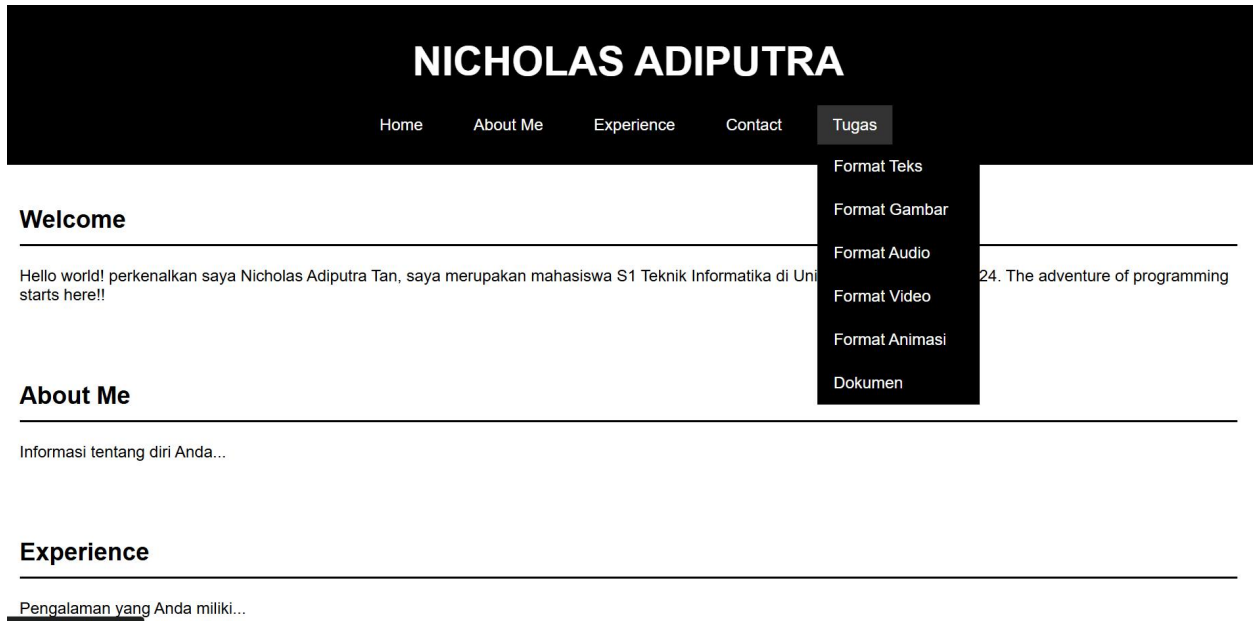 NICHOLAS ADIPUTRA
Home About Me Experience Contact Tugas
Format Teks
Format Gambar
Format Audio
Format Video
Format Animasi
Dokumen
Welcome
Hello world! perkenalkan saya Nicholas Adiputra Tan, saya merupakan mahasiswa S1 Teknik Informatika di Uni 24. The adventure of programming
starts here!!
About Me
Informasi tentang diri Anda...
Experience
Pengalaman yang Anda miliki...